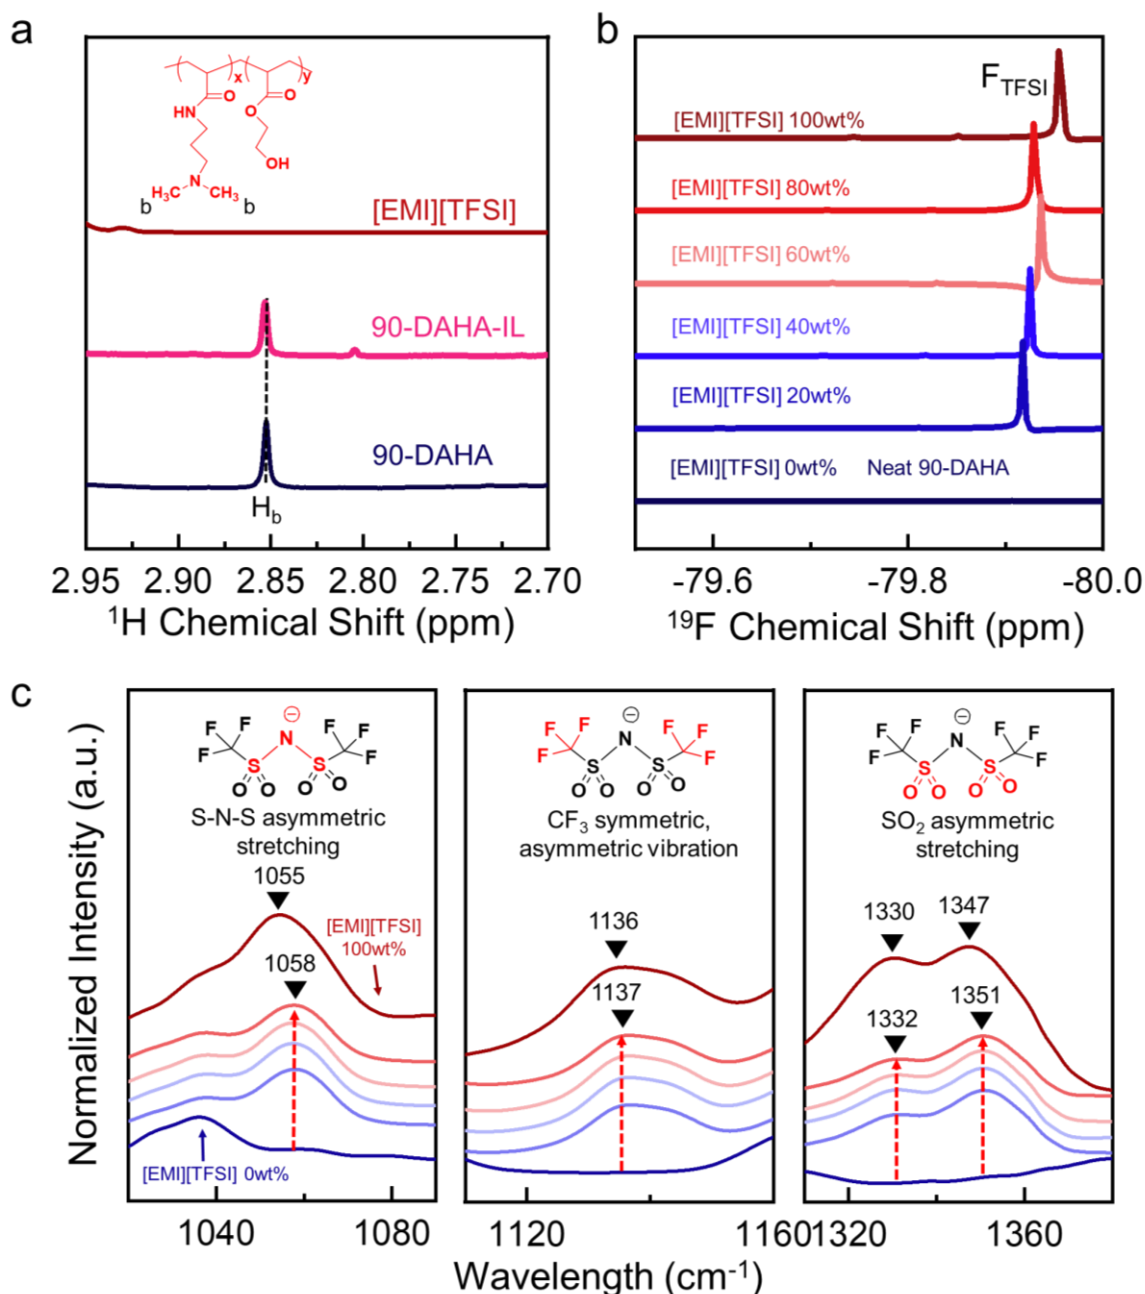 a
x
y
O
O
HN
O
OH
N
H₃C
CH₃
b
b
[EMI][TFSI]
90-DAHA-IL
90-DAHA
H_b
2.95 2.90 2.85 2.80 2.75 2.70
¹H Chemical Shift (ppm)
b
F_TFSI
[EMI][TFSI] 100wt%
[EMI][TFSI] 80wt%
[EMI][TFSI] 60wt%
[EMI][TFSI] 40wt%
[EMI][TFSI] 20wt%
[EMI][TFSI] 0wt% Neat 90-DAHA
-79.6 -79.8 -80.0
¹⁹F Chemical Shift (ppm)
c
Normalized Intensity (a.u.)
F F F F
F N F
S S
O O O O
S-N-S asymmetric
stretching
1055
[EMI][TFSI]
100wt%
1058
[EMI][TFSI] 0wt%
1040 1080
F F F F
F N F
S S
O O O O
CF₃ symmetric,
asymmetric vibration
1136
1137
1120 1160
F F F F
F N F
S S
O O O O
SO₂ asymmetric
stretching
1330 1347
1332 1351
1320 1360
Wavelength (cm⁻¹)